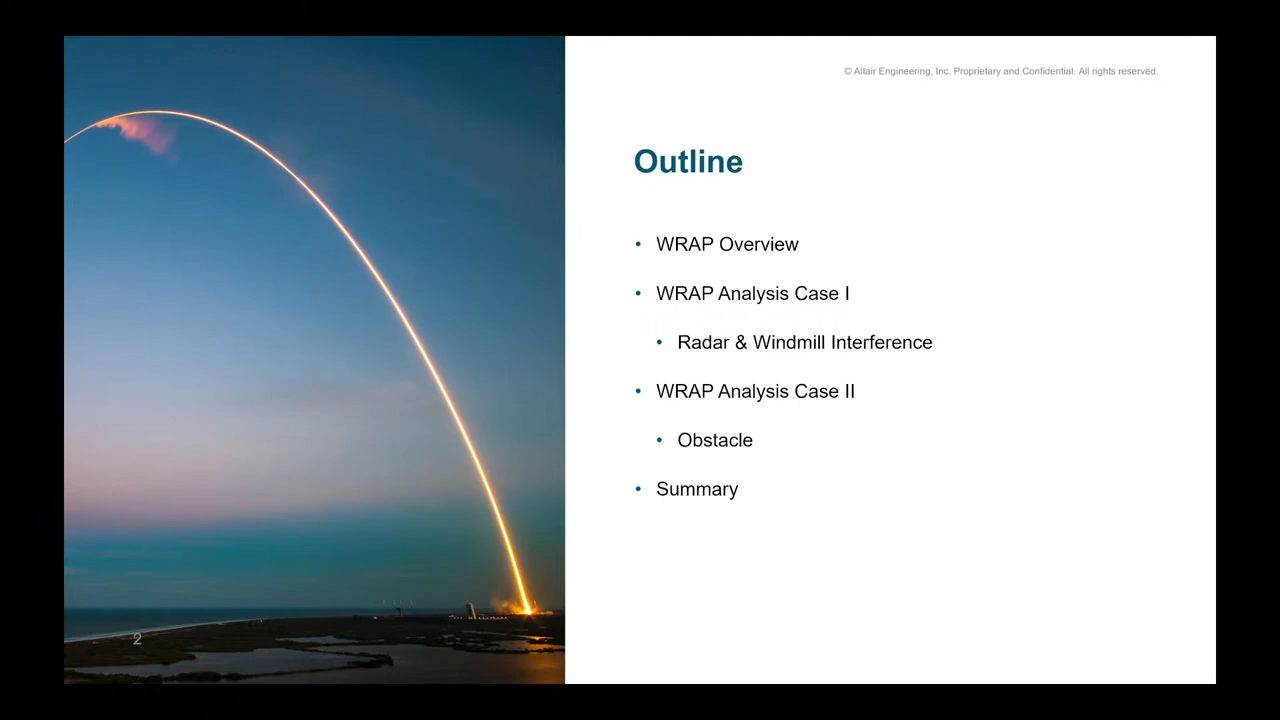 © Altair Engineering, Inc. Proprietary and Confidential. All rights reserved.
Outline
• WRAP Overview
• WRAP Analysis Case I
• Radar & Windmill Interference
• WRAP Analysis Case II
• Obstacle
• Summary
2